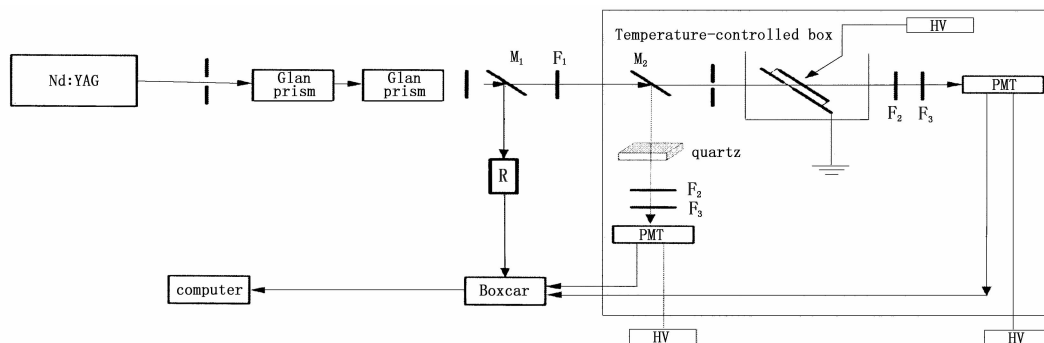 HV
Temperature-controlled box
Nd:YAG
Glan
prism
Glan
prism
M₁
F₁
M₂
F₂
F₃
PMT
quartz
R
F₂
F₃
PMT
computer
Boxcar
HV
HV